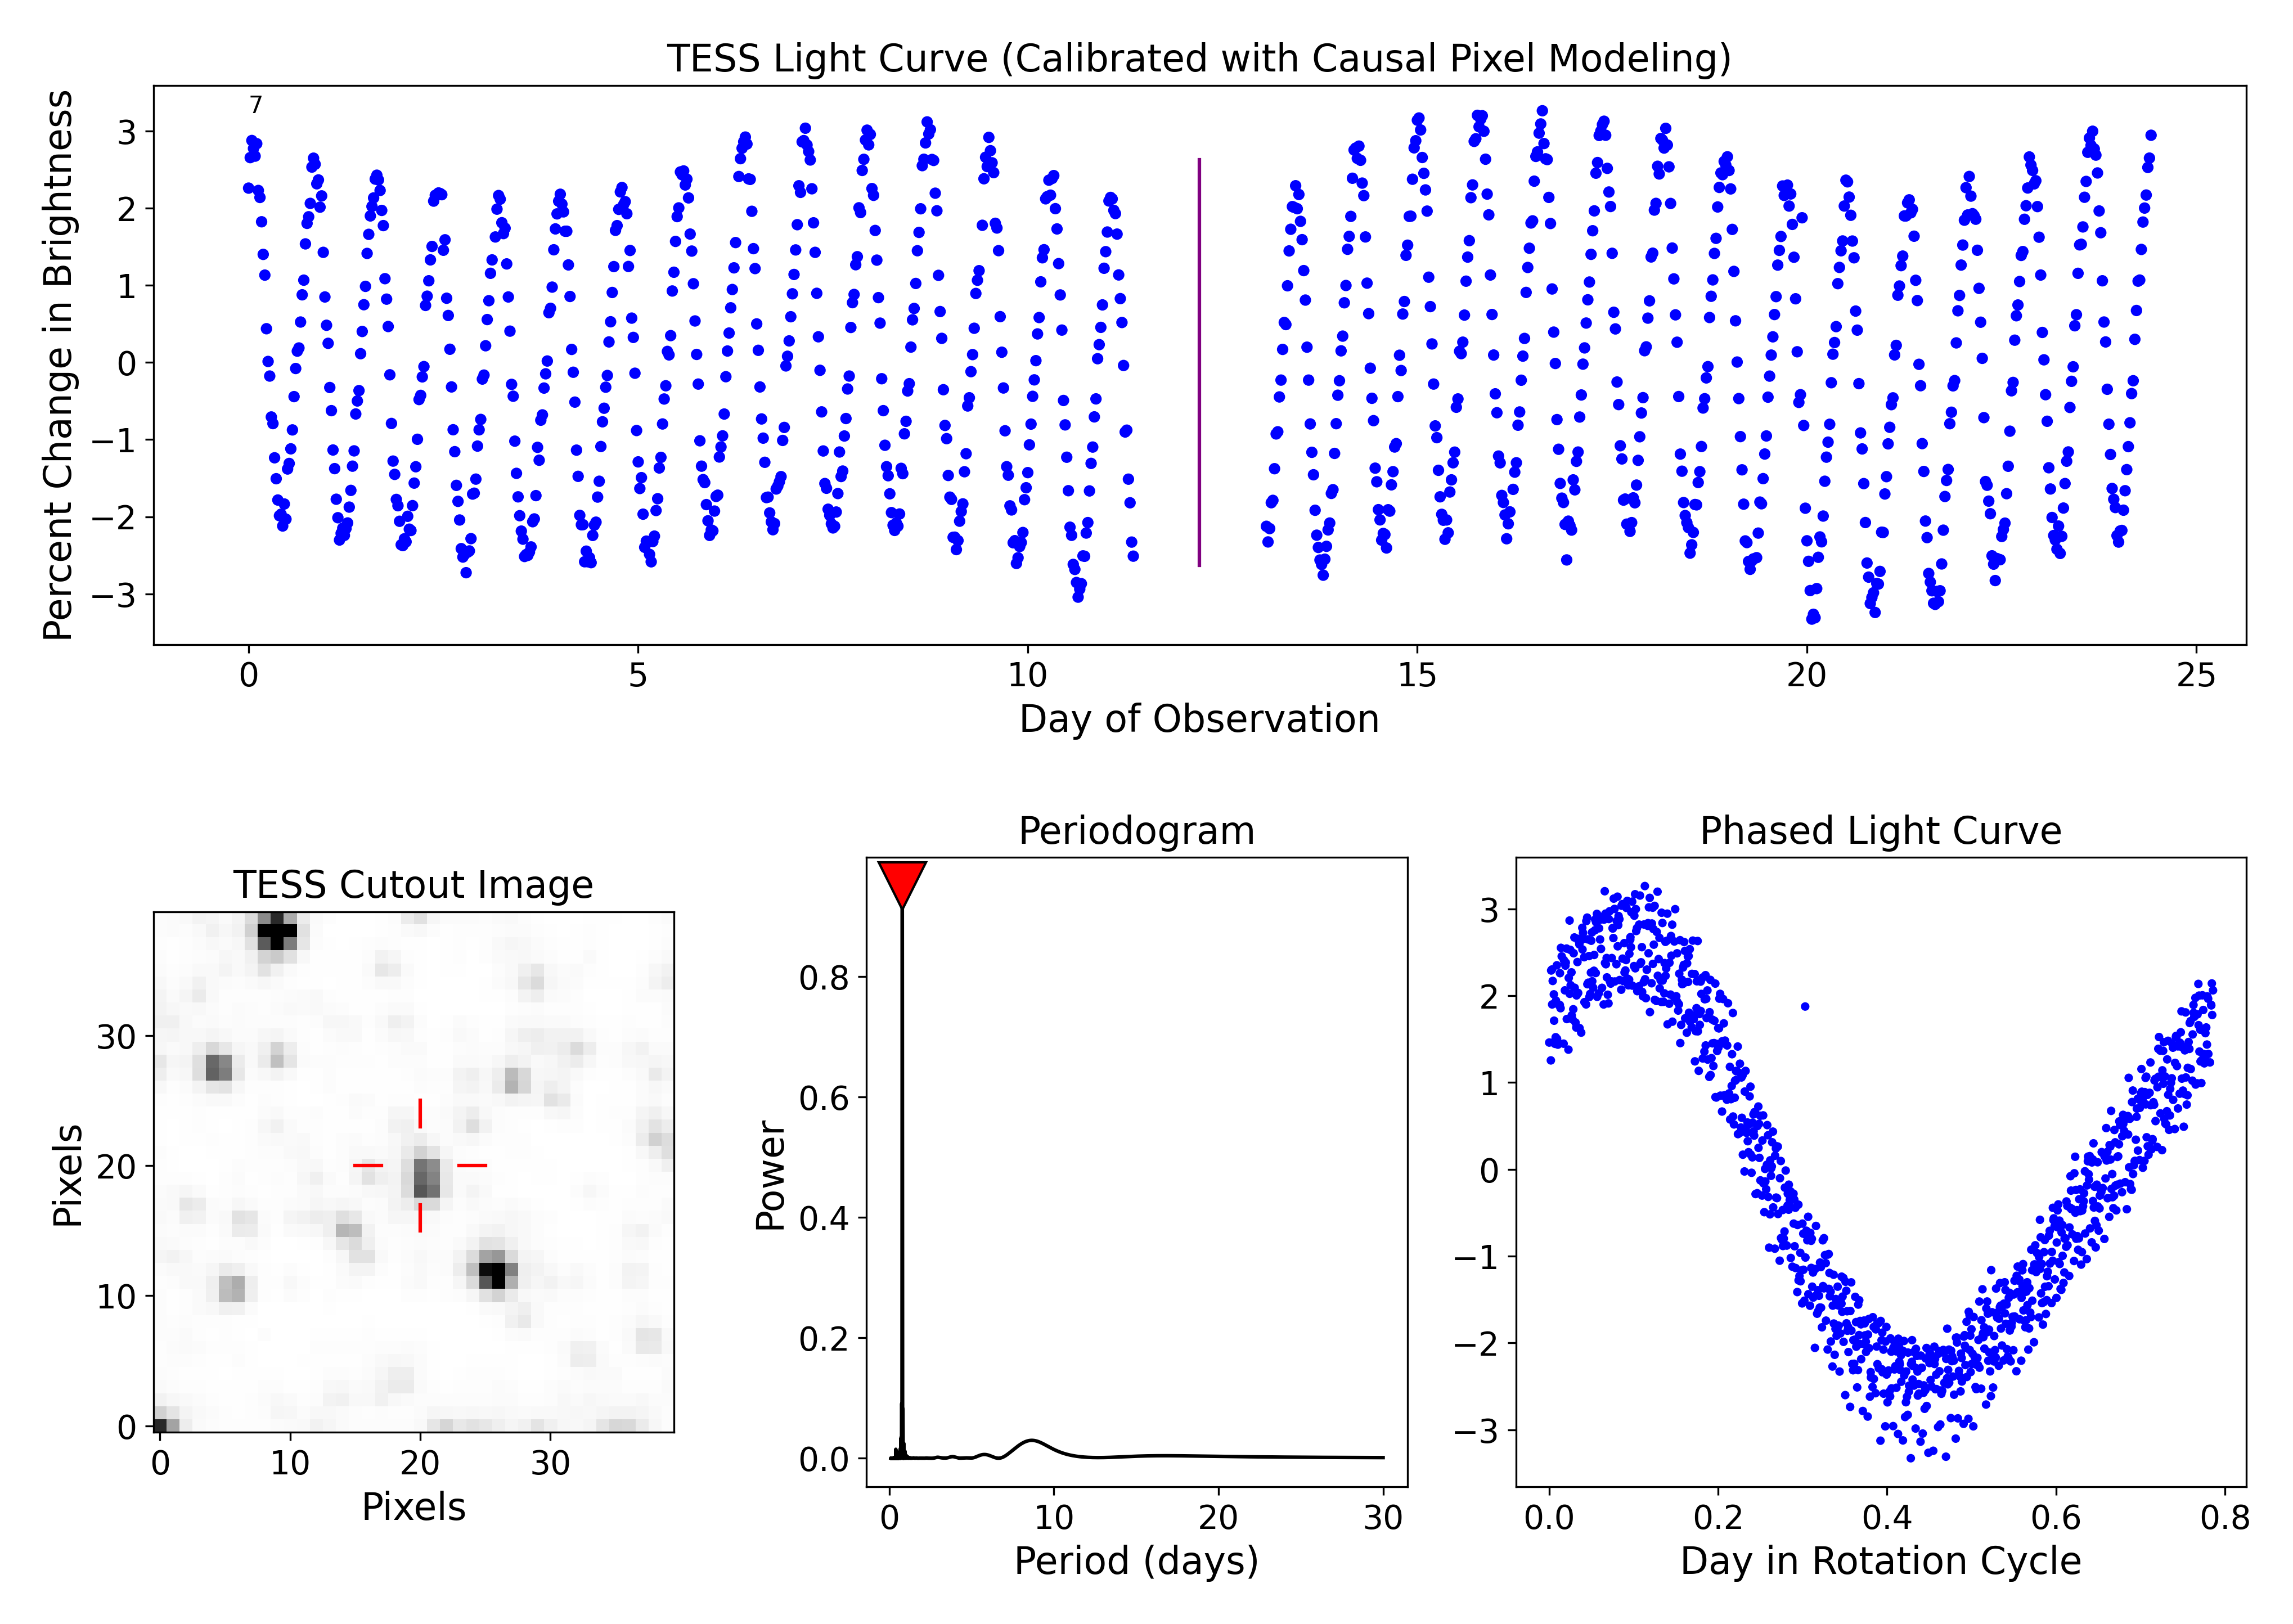 TESS Light Curve (Calibrated with Causal Pixel Modeling)
7
Percent Change in Brightness
3
2
1
0
−1
−2
−3
0 5 10 15 20 25
Day of Observation
TESS Cutout Image
Pixels
30
20
10
0
0 10 20 30
Pixels
Periodogram
Power
0.8
0.6
0.4
0.2
0.0
0 10 20 30
Period (days)
Phased Light Curve
3
2
1
0
−1
−2
−3
0.0 0.2 0.4 0.6 0.8
Day in Rotation Cycle